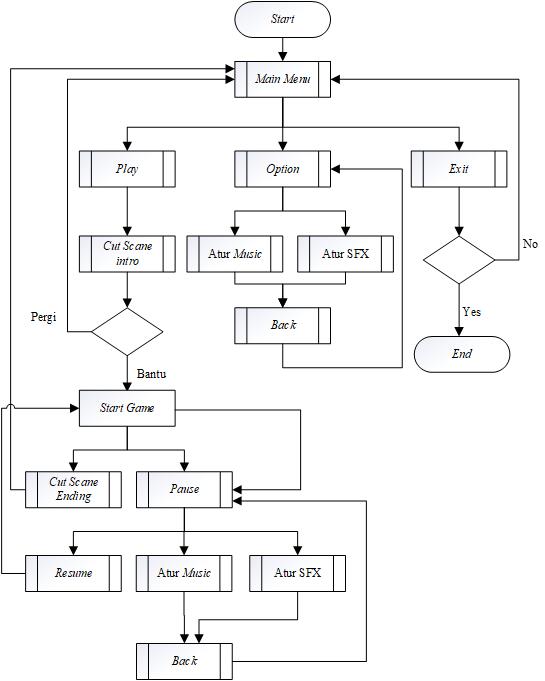 Start
Main Menu
Play
Option
Exit
Cut Scane
intro
Atur Music
Atur SFX
No
Back
Pergi
Yes
End
Bantu
Start Game
Cut Scane
Ending
Pause
Resume
Atur Music
Atur SFX
Back